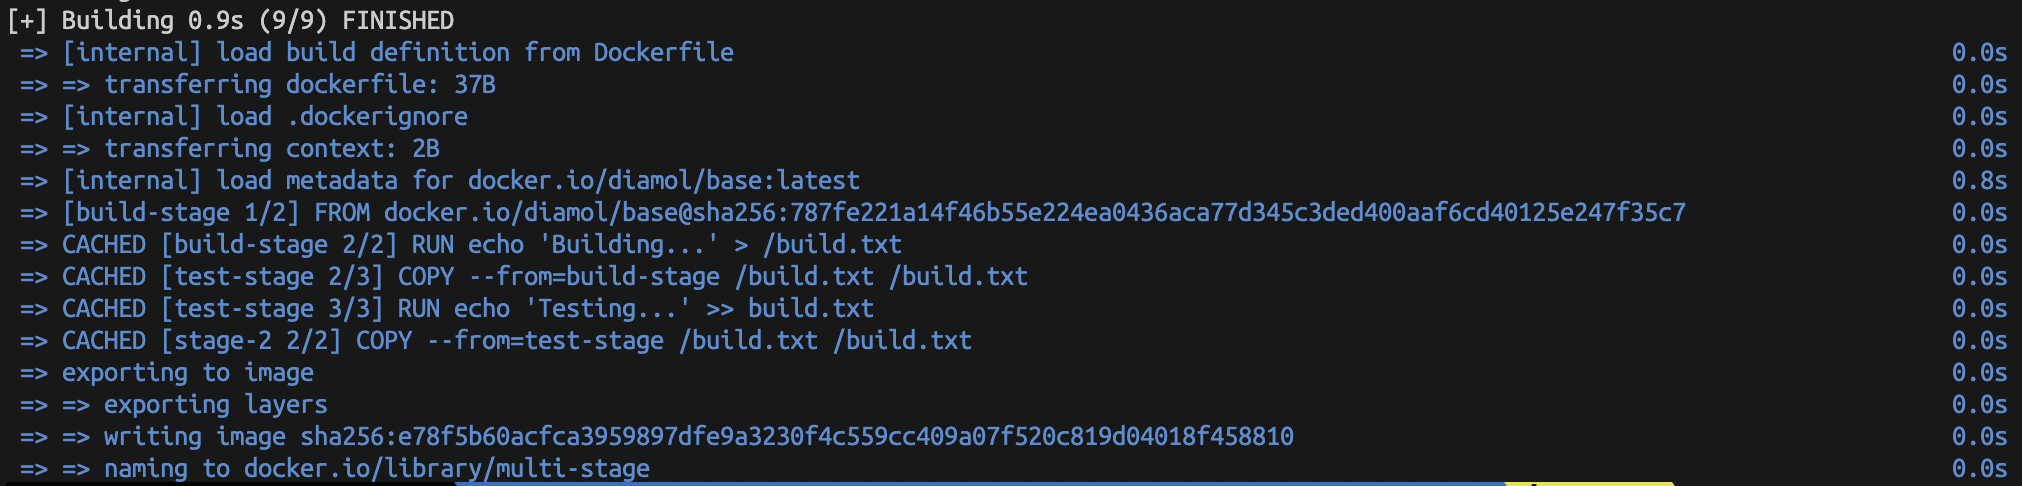 [+] Building 0.9s (9/9) FINISHED
=> [internal] load build definition from Dockerfile 0.0s
=> => transferring dockerfile: 37B 0.0s
=> [internal] load .dockerignore 0.0s
=> => transferring context: 2B 0.0s
=> [internal] load metadata for docker.io/diamol/base:latest 0.8s
=> [build-stage 1/2] FROM docker.io/diamol/base@sha256:787fe221a14f46b55e224ea0436aca77d345c3ded400aaf6cd40125e247f35c7 0.0s
=> CACHED [build-stage 2/2] RUN echo 'Building...' > /build.txt 0.0s
=> CACHED [test-stage 2/3] COPY --from=build-stage /build.txt /build.txt 0.0s
=> CACHED [test-stage 3/3] RUN echo 'Testing...' >> build.txt 0.0s
=> CACHED [stage-2 2/2] COPY --from=test-stage /build.txt /build.txt 0.0s
=> exporting to image 0.0s
=> => exporting layers 0.0s
=> => writing image sha256:e78f5b60acfca3959897dfe9a3230f4c559cc409a07f520c819d04018f458810 0.0s
=> => naming to docker.io/library/multi-stage 0.0s